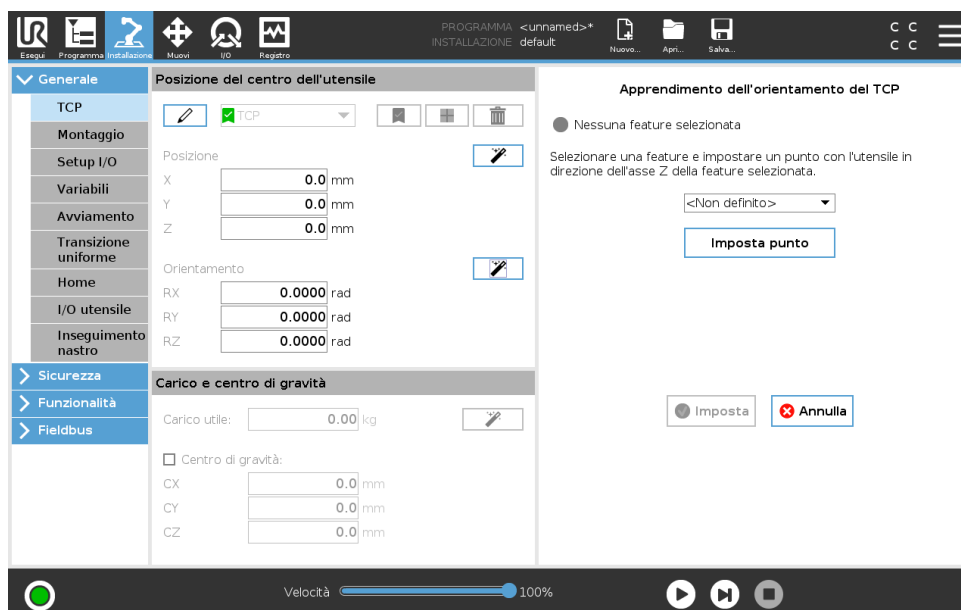 PROGRAMMA <unnamed>*
INSTALLAZIONE default
Esegui
Programma
Installazione
Muovi
I/O
Registro
Nuovo...
Apri...
Salva...
C C
C C
Generale
TCP
Montaggio
Setup I/O
Variabili
Avviamento
Transizione
uniforme
Home
I/O utensile
Inseguimento
nastro
Sicurezza
Funzionalità
Fieldbus
Posizione del centro dell'utensile
TCP
Posizione
X 0.0 mm
Y 0.0 mm
Z 0.0 mm
Orientamento
RX 0.0000 rad
RY 0.0000 rad
RZ 0.0000 rad
Carico e centro di gravità
Carico utile: 0.00 kg
Centro di gravità:
CX 0.0 mm
CY 0.0 mm
CZ 0.0 mm
Apprendimento dell'orientamento del TCP
Nessuna feature selezionata
Selezionare una feature e impostare un punto con l'utensile in
direzione dell'asse Z della feature selezionata.
<Non definito>
Imposta punto
Imposta
Annulla
Velocità 100%